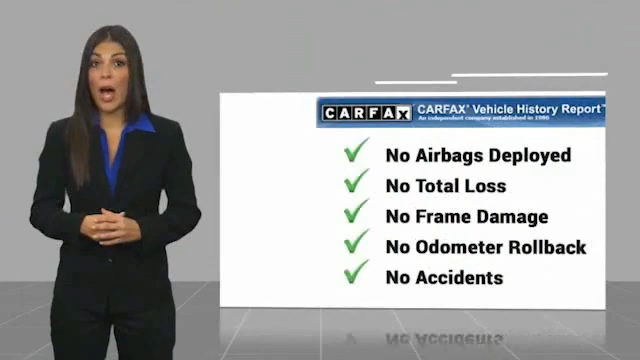 CARFAX CARFAX® Vehicle History Report™
An independent company established in 1986
No Airbags Deployed
No Total Loss
No Frame Damage
No Odometer Rollback
No Accidents